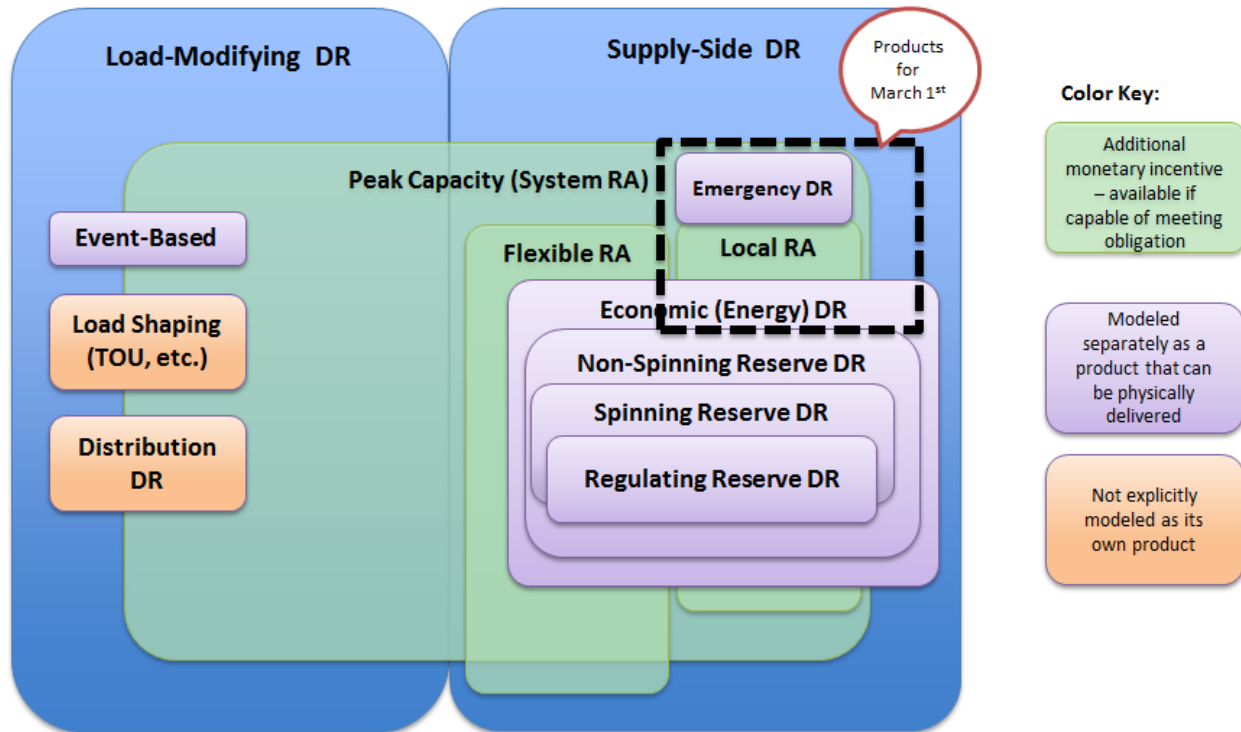 Load-Modifying DR
Supply-Side DR
Products
for
March 1st
Peak Capacity (System RA)
Emergency DR
Event-Based
Flexible RA
Local RA
Load Shaping
(TOU, etc.)
Economic (Energy) DR
Non-Spinning Reserve DR
Spinning Reserve DR
Distribution
DR
Regulating Reserve DR
Color Key:
Additional
monetary incentive
– available if
capable of meeting
obligation
Modeled
separately as a
product that can
be physically
delivered
Not explicitly
modeled as its
own product